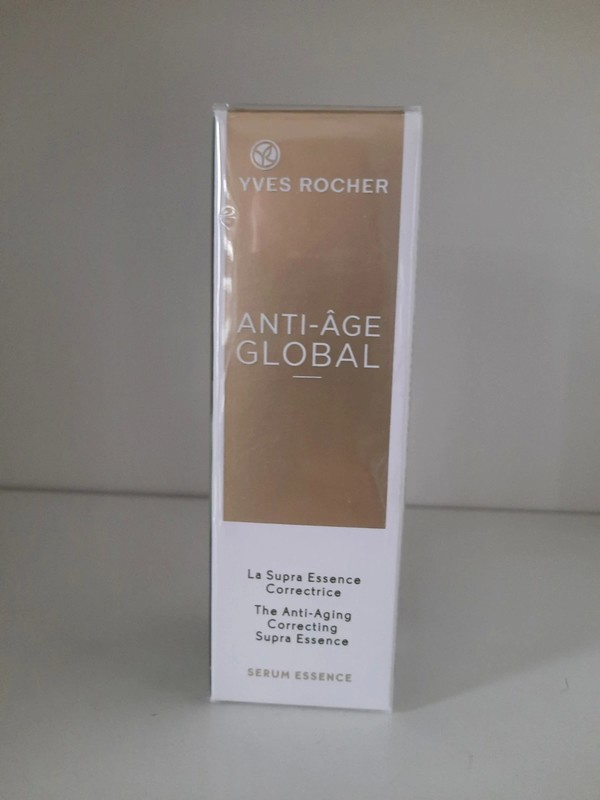 YVES ROCHER
ANTI-ÂGE
GLOBAL
La Supra Essence
Correctrice
The Anti-Aging
Correcting
Supra Essence
SERUM ESSENCE